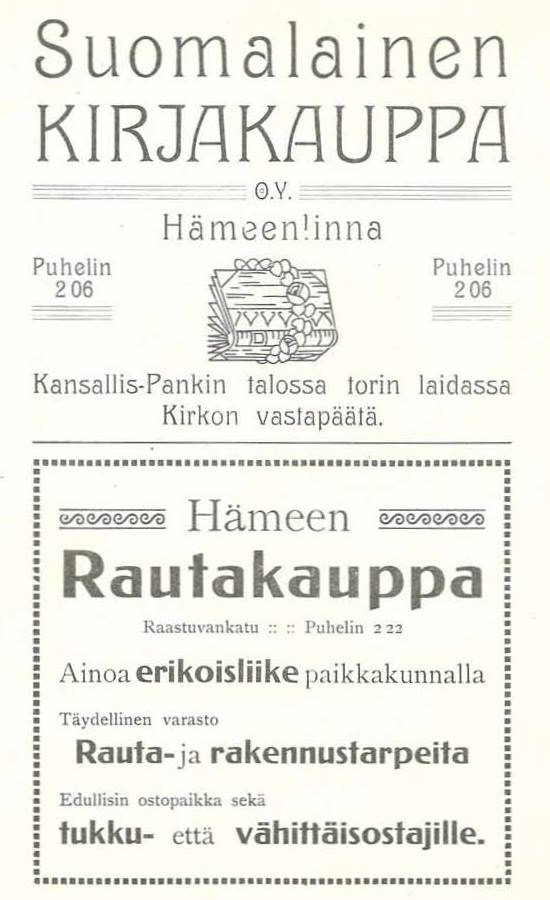 Suomalainen
KIRJAKAUPPA
O.Y.
Hämeenlinna
Puhelin
206
Puhelin
206
Kansallis-Pankin talossa torin laidassa
Kirkon vastapäätä.
Hämeen
Rautakauppa
Raastuvankatu :: :: Puhelin 222
Ainoa erikoisliike paikkakunnalla
Täydellinen varasto
Rauta- ja rakennustarpeita
Edullisin ostopaikka sekä
tukku- että vähittäisostajille.